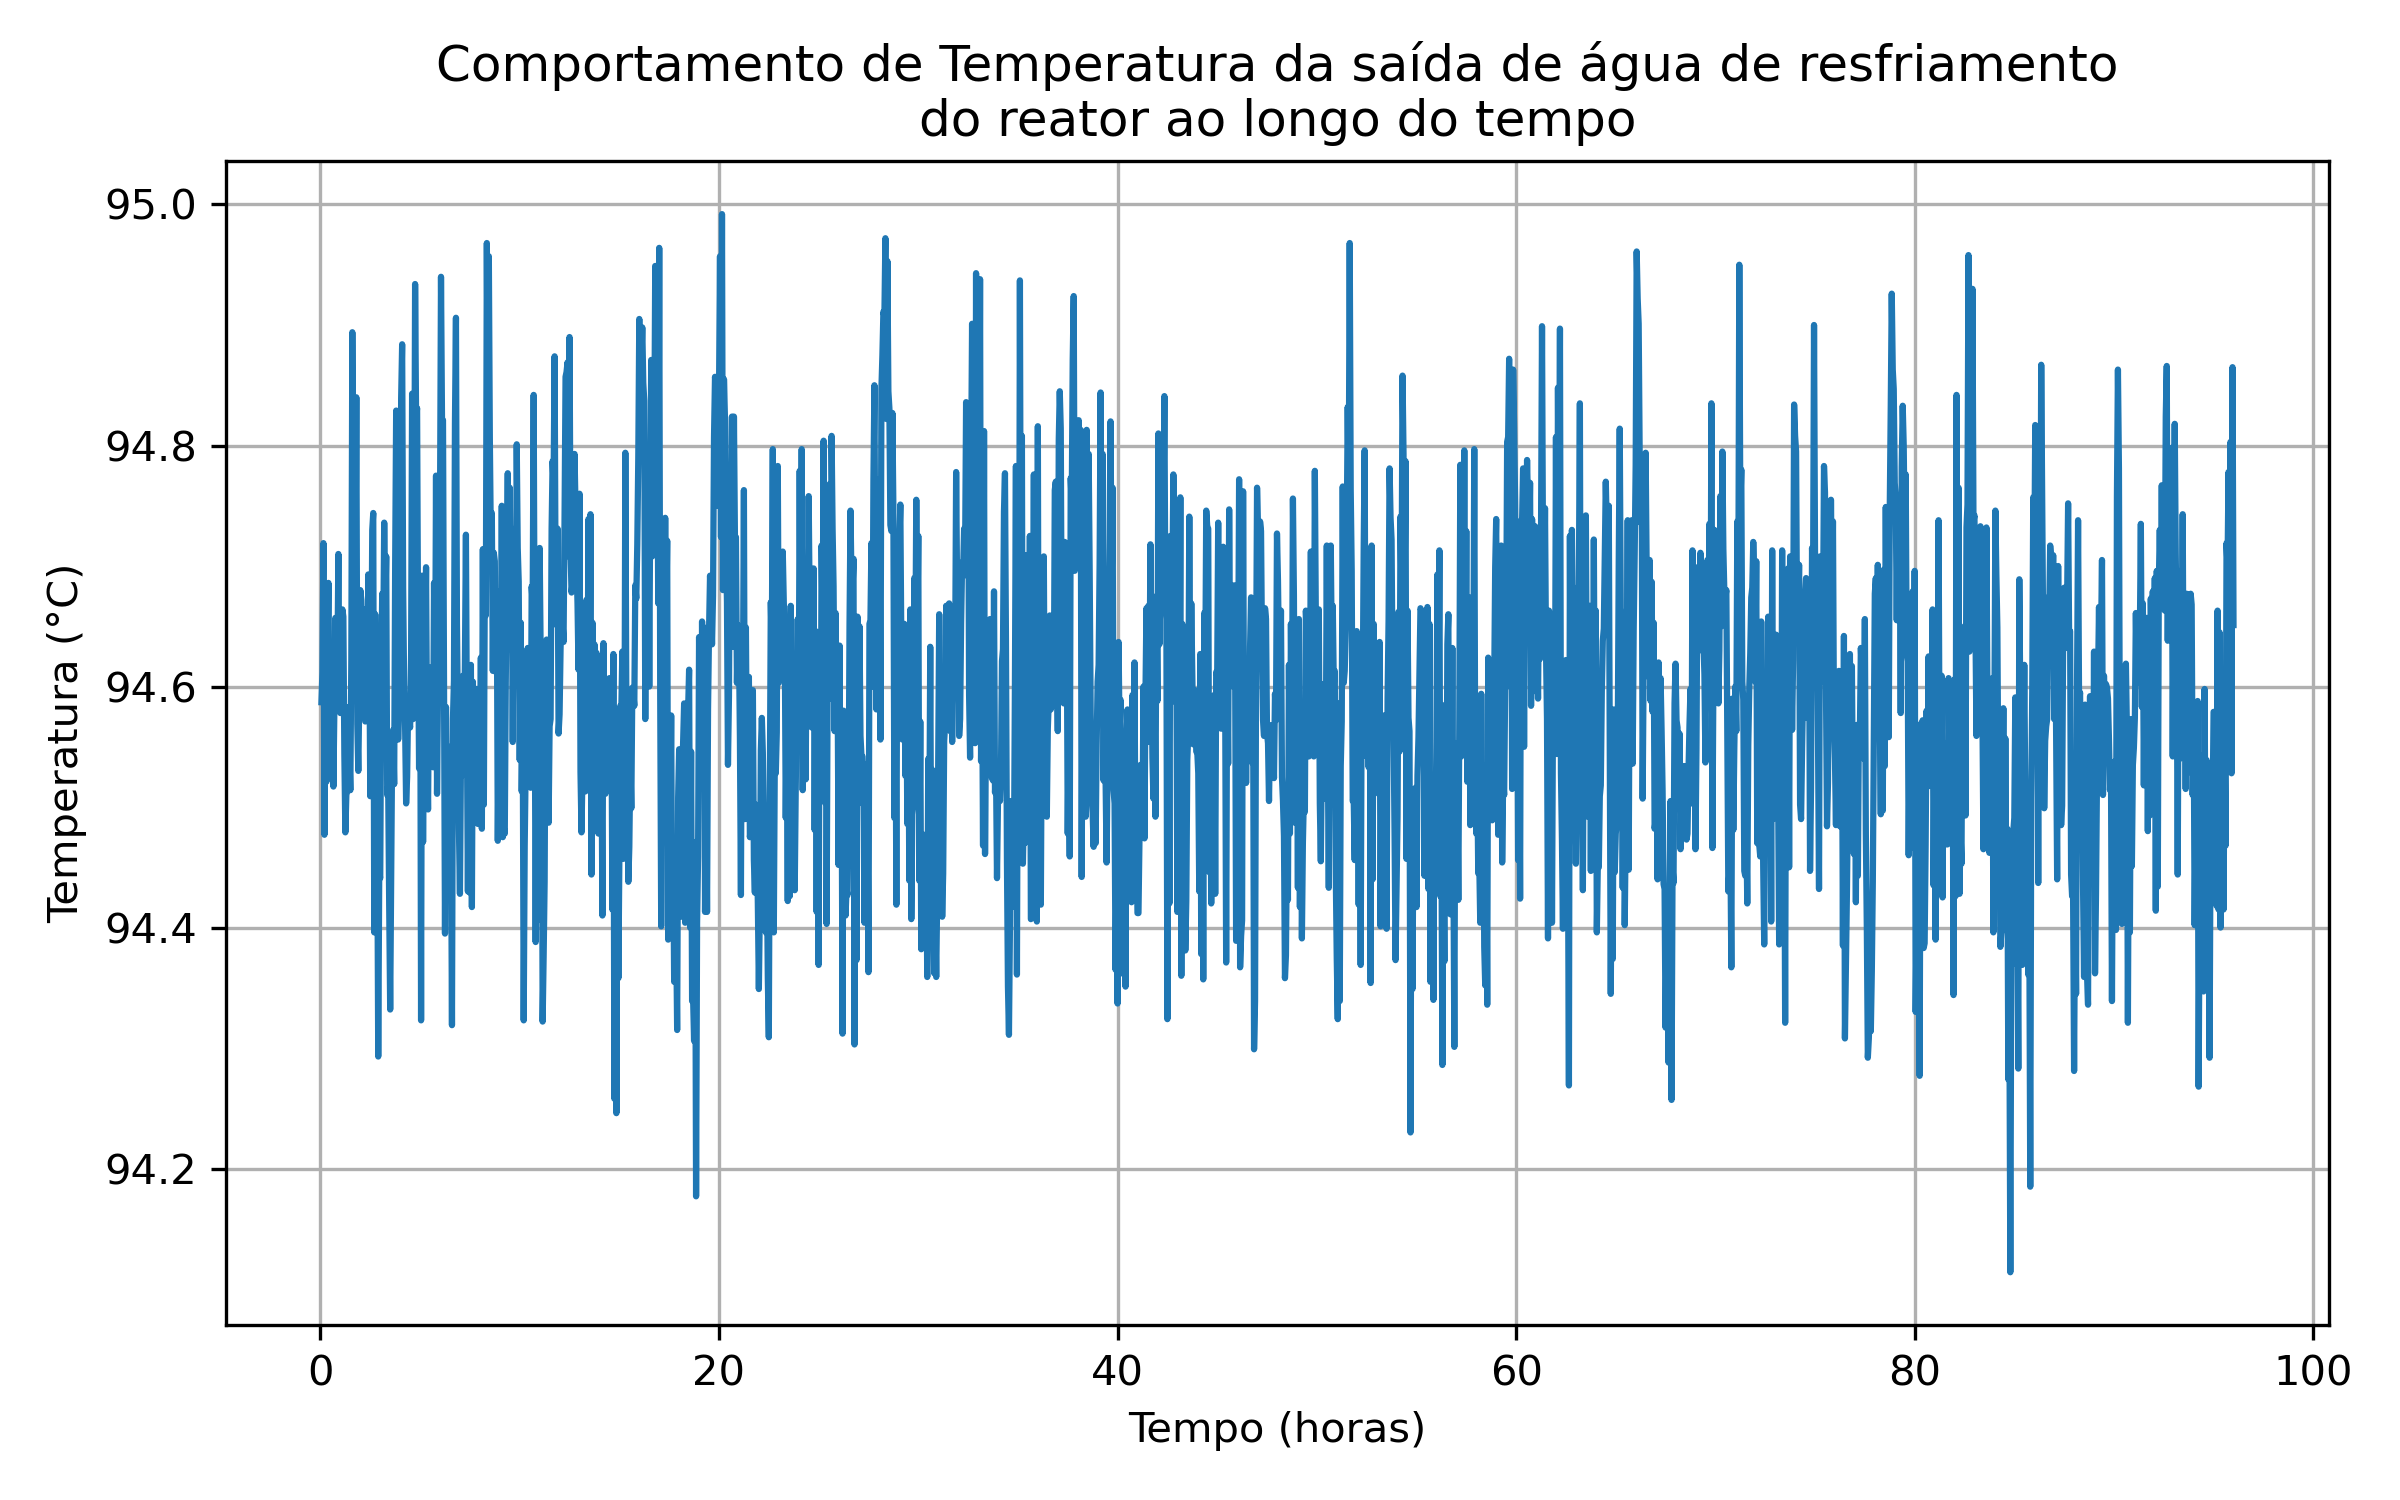 Comportamento de Temperatura da saída de água de resfriamento
do reator ao longo do tempo
95.0
94.8
94.6
94.4
94.2
Temperatura (°C)
0 20 40 60 80 100
Tempo (horas)